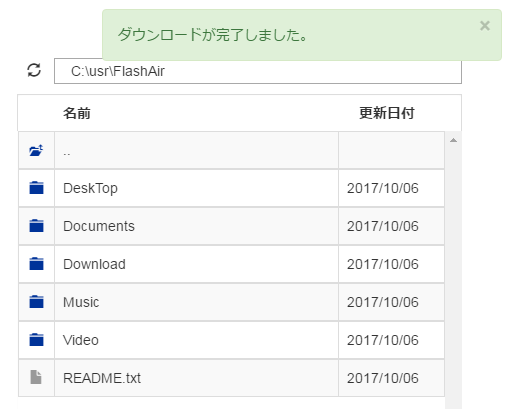 ダウンロードが完了しました。 ×
C:\usr\FlashAir
名前 更新日付
..
DeskTop 2017/10/06
Documents 2017/10/06
Download 2017/10/06
Music 2017/10/06
Video 2017/10/06
README.txt 2017/10/06